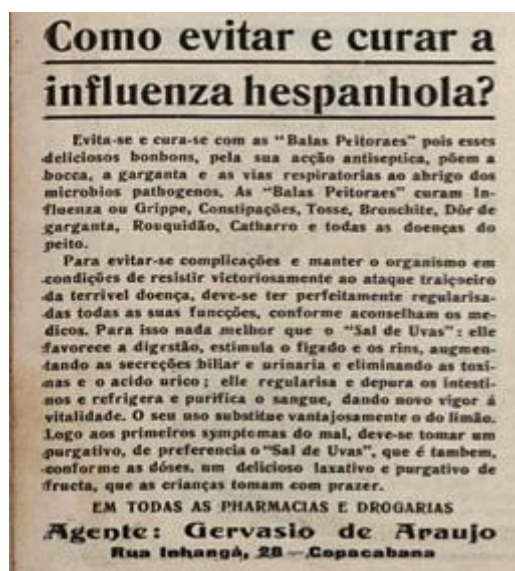 Como evitar e curar a
influenza hespanhola?
Evita-se e cura-se com as "Balas Peitoraes" pois esses
deliciosos bonbons, pela sua acção antiseptica, põem a
bocca, a garganta e as vias respiratorias ao abrigo dos
microbios pathogenos. As "Balas Peitoraes" curam In-
fluenza ou Grippe, Constipações, Tosse, Bronchite, Dôr de
garganta, Rouquidão, Catharro e todas as doenças do
peito.
Para evitar-se complicações e manter o organismo em
condições de resistir victoriosamente ao ataque traiçoeiro
da terrivel doença, deve-se ter perfeitamente regularisa-
das todas as suas funcções, conforme aconselham os me-
dicos. Para isso nada melhor que o "Sal de Uvas": elle
favorece a digestão, estimula o figado e os rins, augmen-
tando as secreções biliar e urinaria e eliminando as toxi-
nas e o acido urico; elle regularisa e depura os intesti-
nos e refrigera e purifica o sangue, dando novo vigor á
vitalidade. O seu uso substitue vantajosamente o do limão.
Logo aos primeiros symptomas do mal, deve-se tomar um
purgativo, de preferencia o "Sal de Uvas", que é tambem,
conforme as dóses, um delicioso laxativo e purgativo de
fructa, que as crianças tomam com prazer.
EM TODAS AS PHARMACIAS E DROGARIAS
Agente: Gervasio de Araujo
Rua Inhangá, 28 — Copacabana